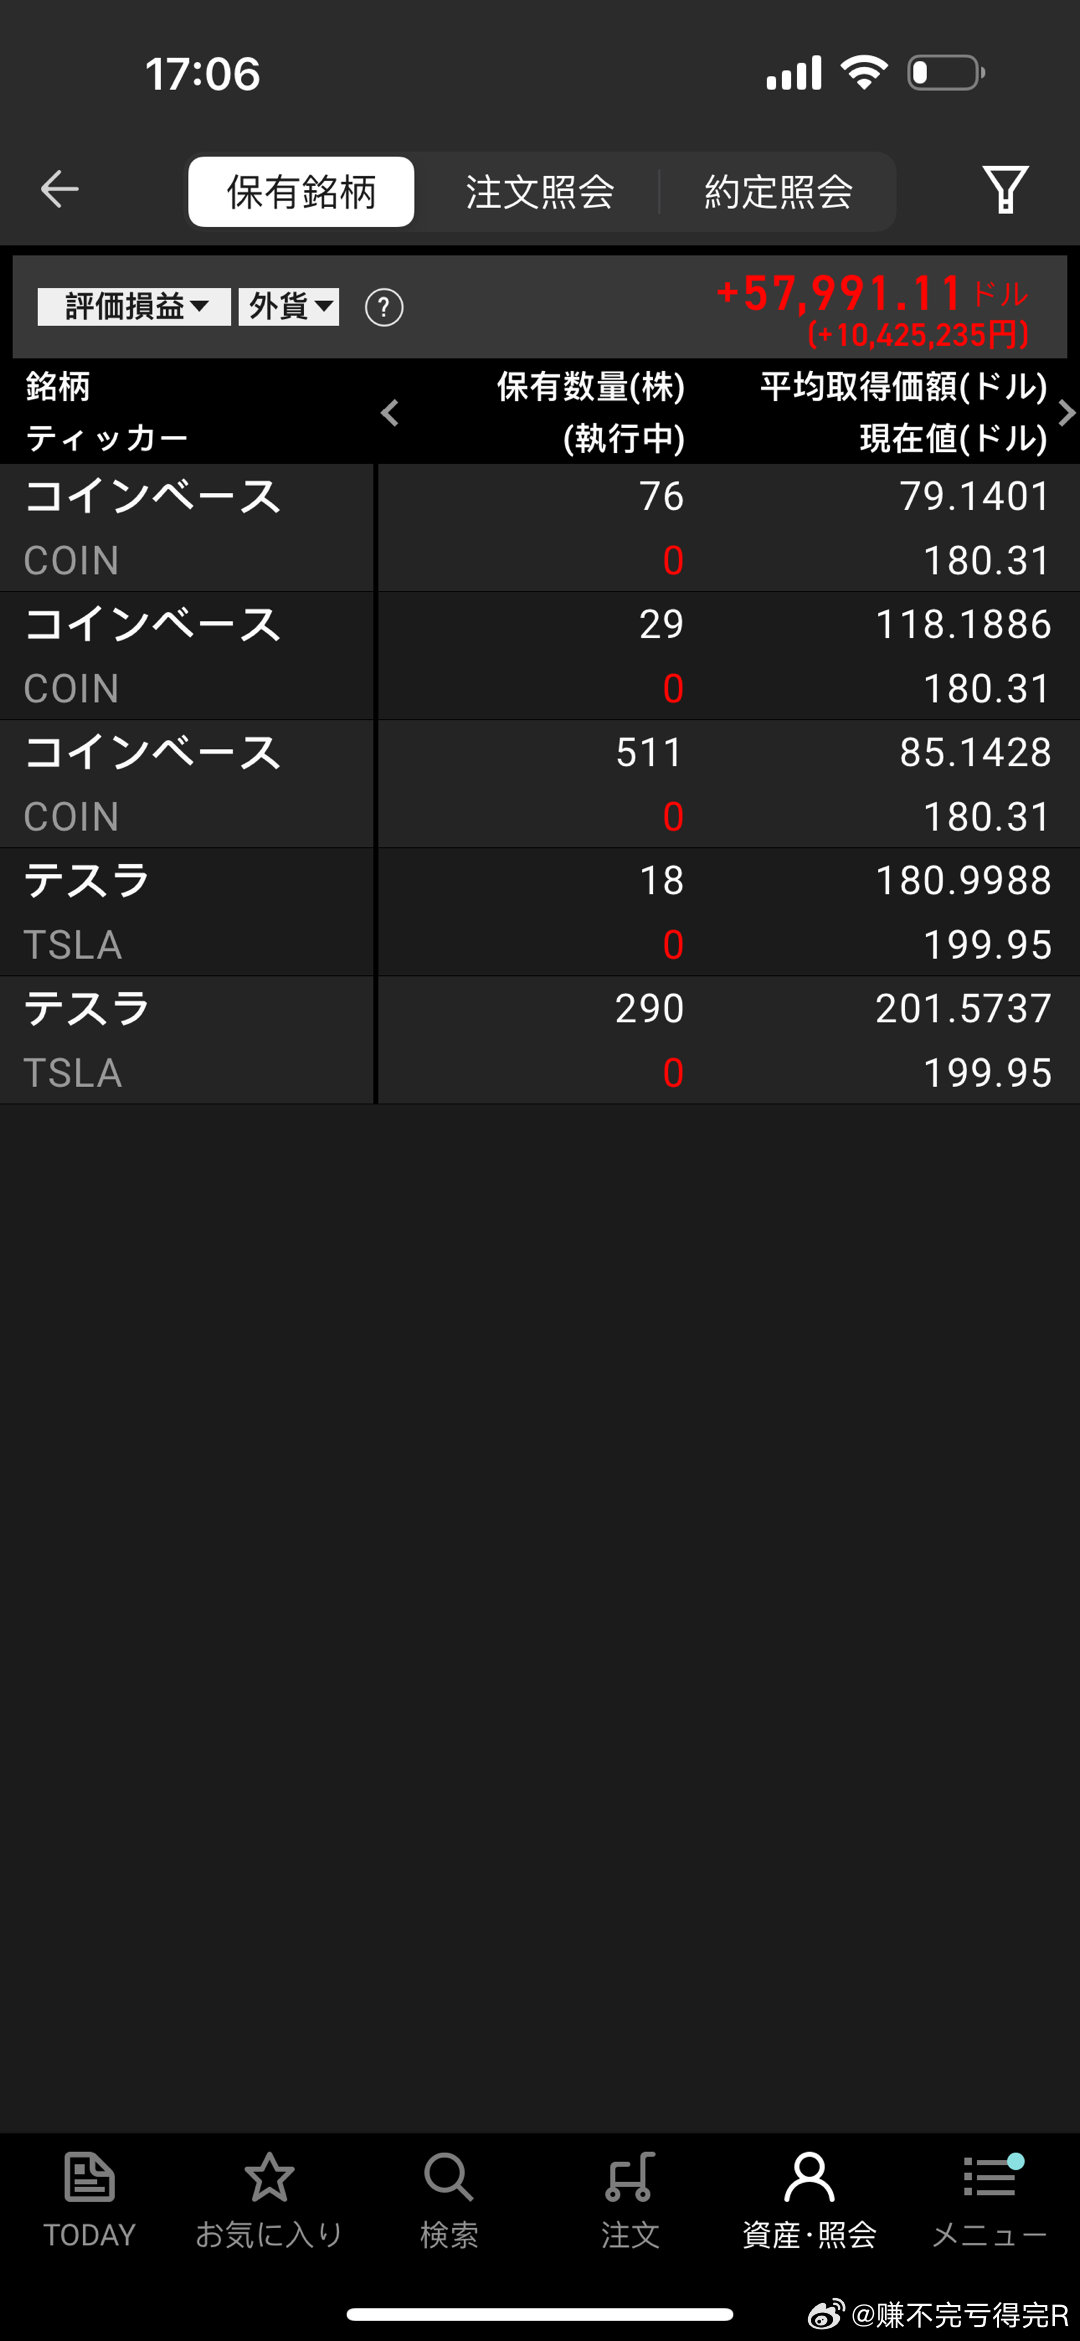 17:06
保有銘柄 注文照会 約定照会
評価損益 外貨 ? +57,991.11ドル
(+10,425,235円)
銘柄 保有数量(株) 平均取得価額(ドル)
ティッカー (執行中) 現在値(ドル)
コインベース 76 79.1401
COIN 0 180.31
コインベース 29 118.1886
COIN 0 180.31
コインベース 511 85.1428
COIN 0 180.31
テスラ 18 180.9988
TSLA 0 199.95
テスラ 290 201.5737
TSLA 0 199.95
TODAY お気に入り 検索 注文 資産·照会 メニュー
@赚不完亏得完R